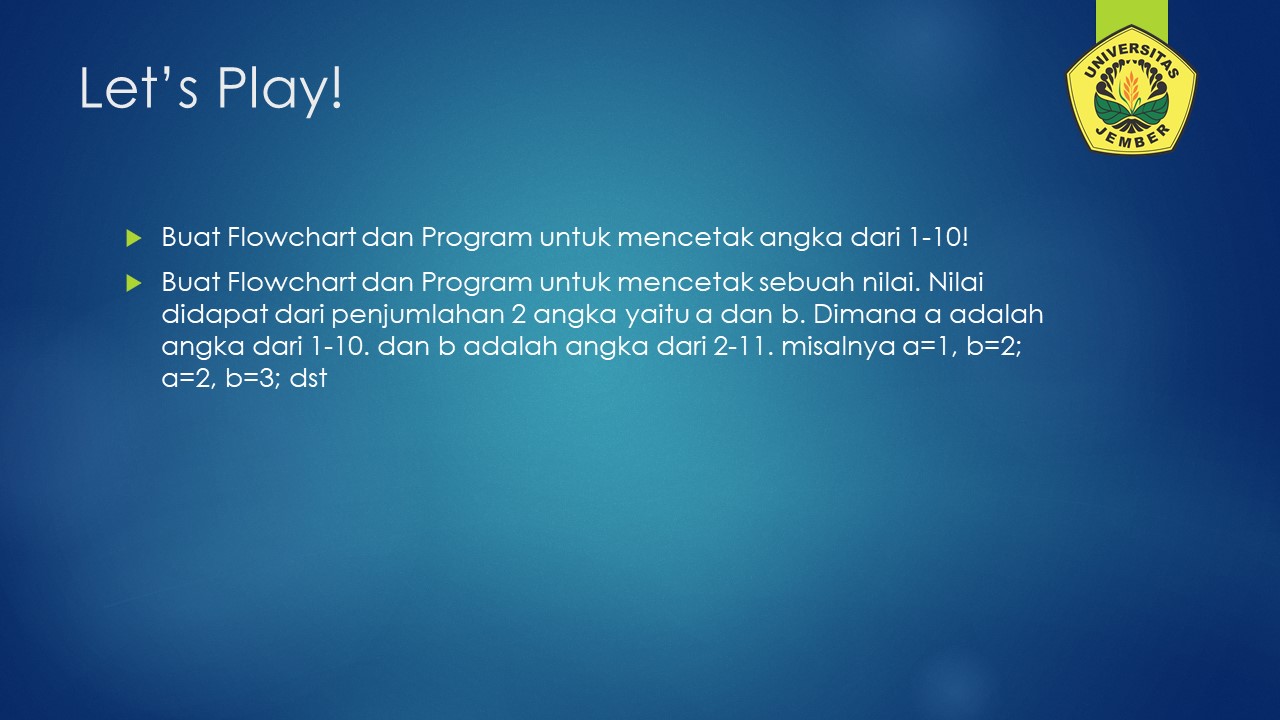 Let’s Play!
UNIVERSITAS
JEMBER
Buat Flowchart dan Program untuk mencetak angka dari 1-10!
Buat Flowchart dan Program untuk mencetak sebuah nilai. Nilai
didapat dari penjumlahan 2 angka yaitu a dan b. Dimana a adalah
angka dari 1-10. dan b adalah angka dari 2-11. misalnya a=1, b=2;
a=2, b=3; dst